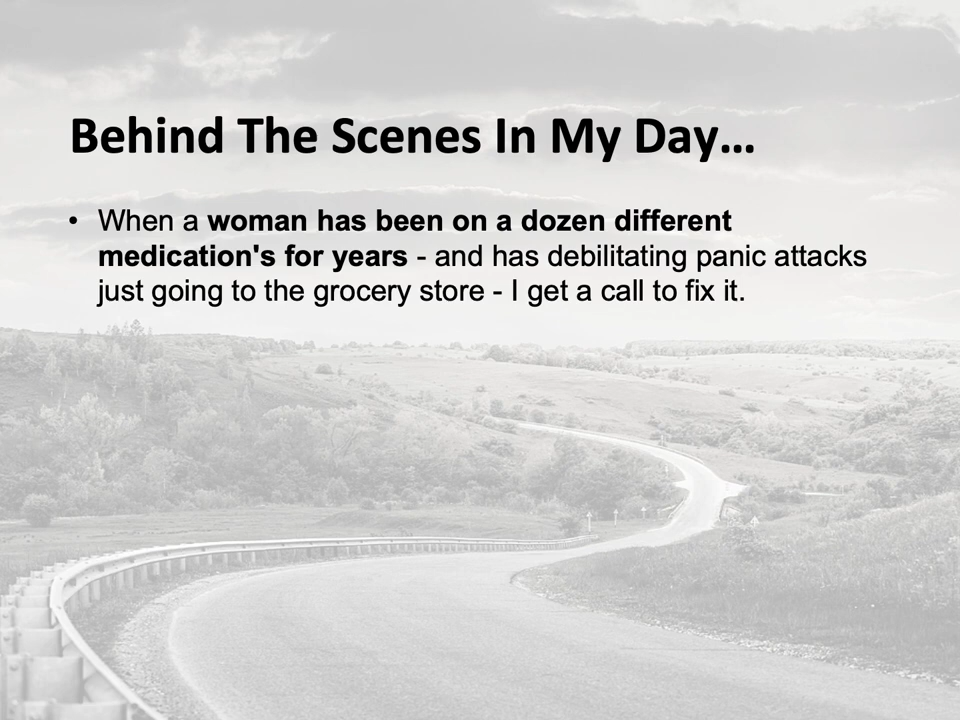 Behind The Scenes In My Day…
• When a woman has been on a dozen different
medication's for years - and has debilitating panic attacks
just going to the grocery store - I get a call to fix it.